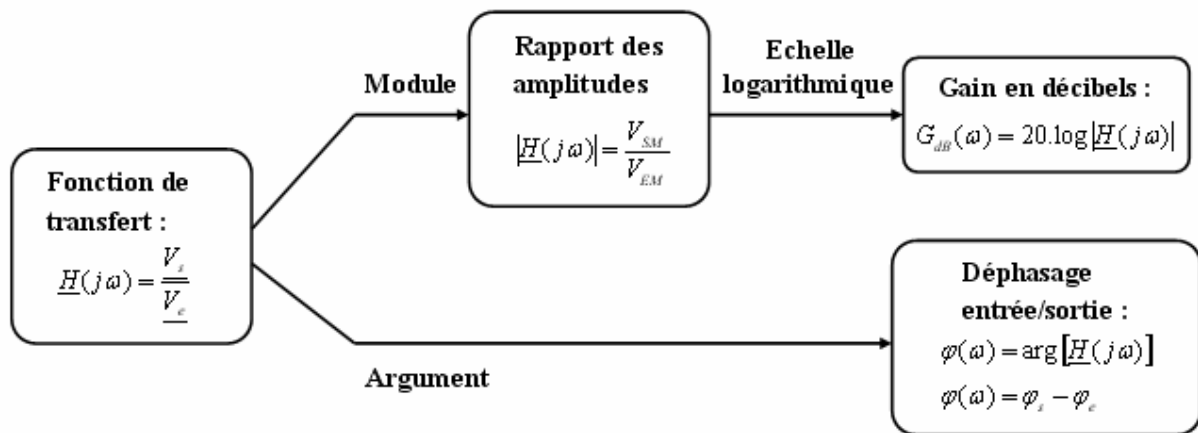 Fonction de
transfert :
H(jω) = V_s / V_e
Module
Rapport des
amplitudes
|H(jω)| = V_SM / V_EM
Echelle
logarithmique
Gain en décibels :
G_dB(ω) = 20.log|H(jω)|
Argument
Déphasage
entrée/sortie :
φ(ω) = arg[H(jω)]
φ(ω) = φ_s − φ_e